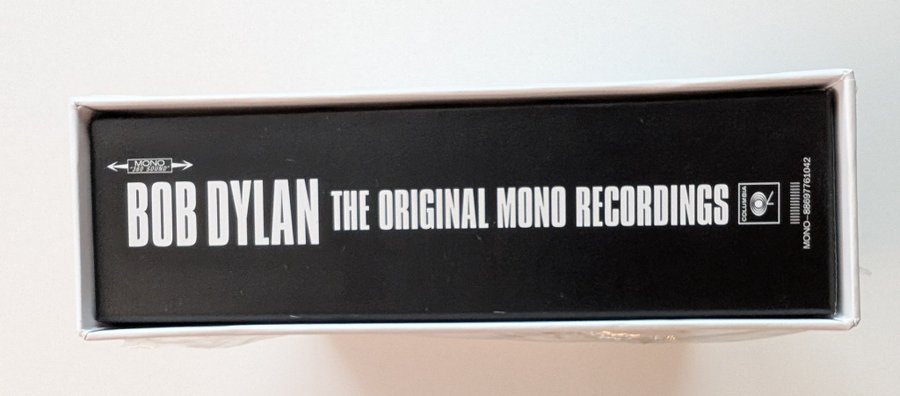 MONO
"360 SOUND"
BOB DYLAN THE ORIGINAL MONO RECORDINGS
COLUMBIA
MONO-88697761042